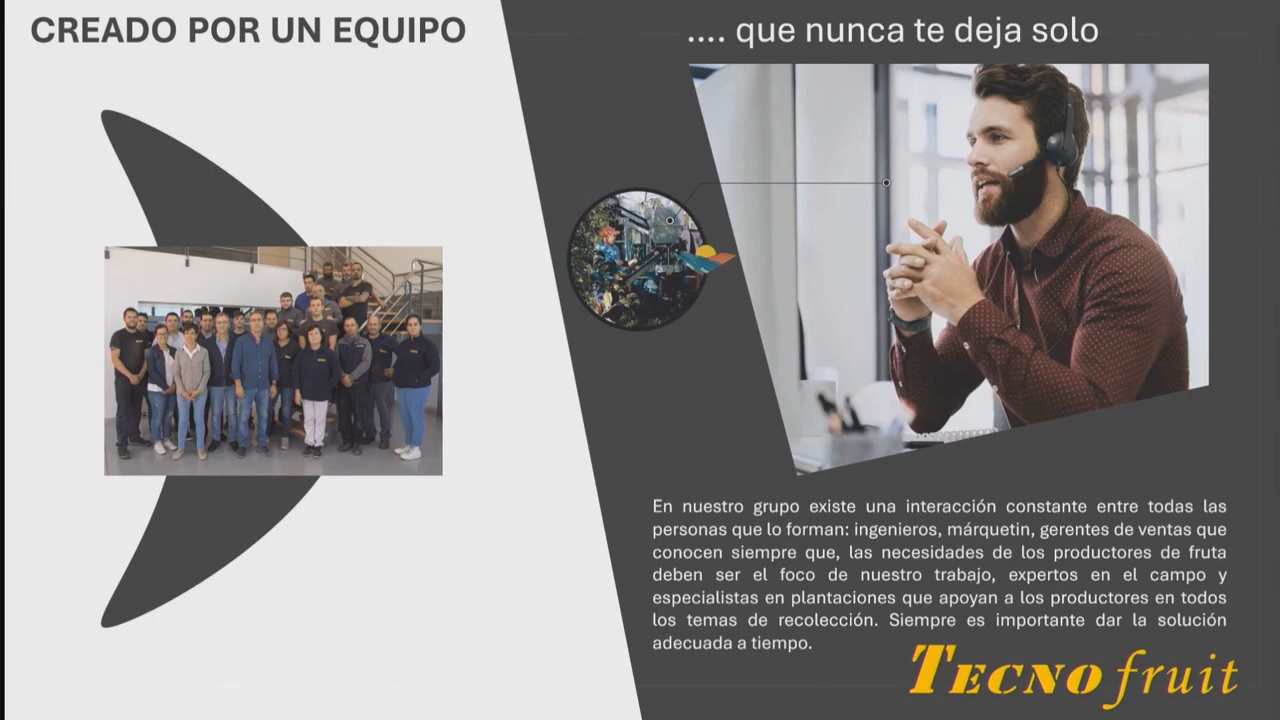 CREADO POR UN EQUIPO
.... que nunca te deja solo
En nuestro grupo existe una interacción constante entre todas las
personas que lo forman: ingenieros, márquetin, gerentes de ventas que
conocen siempre que, las necesidades de los productores de fruta
deben ser el foco de nuestro trabajo, expertos en el campo y
especialistas en plantaciones que apoyan a los productores en todos
los temas de recolección. Siempre es importante dar la solución
adecuada a tiempo.
TECNOfruit